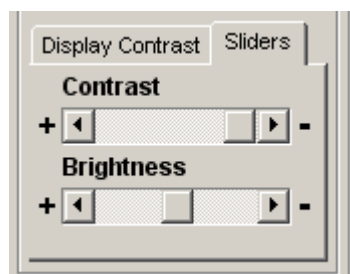 Display Contrast Sliders
Contrast
+ -
Brightness
+ -